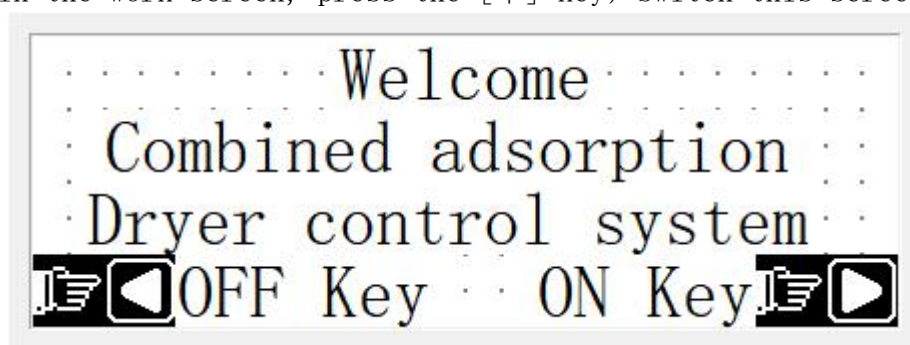 in the work screen, press the [↓] key, switch this scree
Welcome
Combined adsorption
Dryer control system
OFF Key ON Key